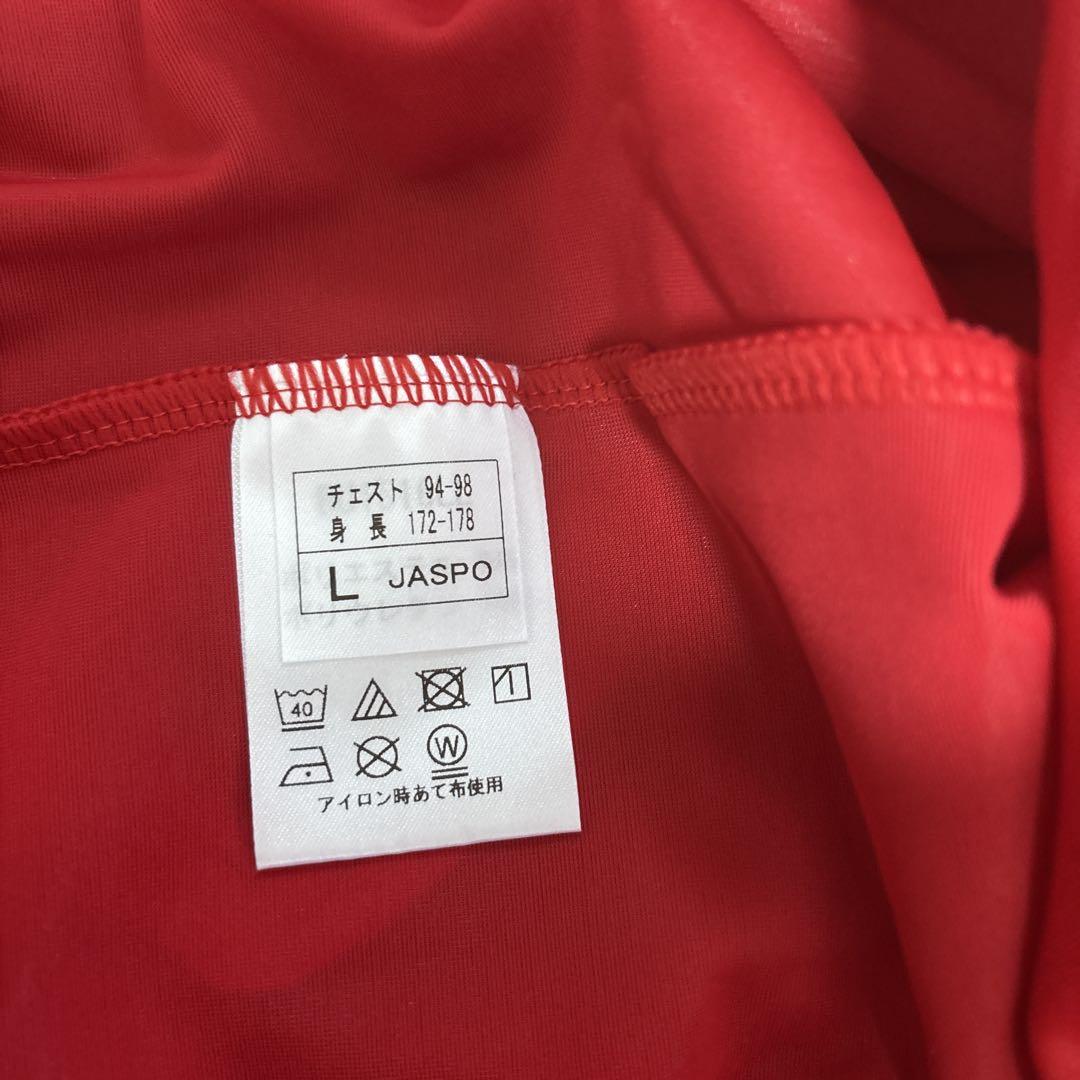 チェスト 94-98
身長 172-178
L JASPO
40
W
アイロン時あて布使用